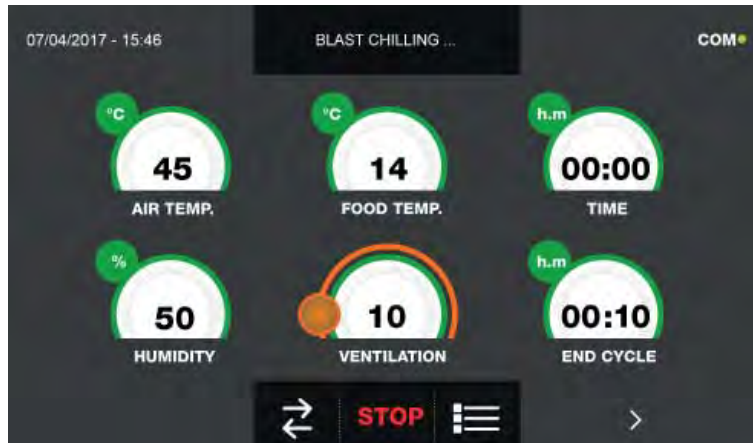 07/04/2017 - 15:46 BLAST CHILLING ... COM
°C °C h.m
45 14 00:00
AIR TEMP. FOOD TEMP. TIME
% h.m
50 10 00:10
HUMIDITY VENTILATION END CYCLE
STOP